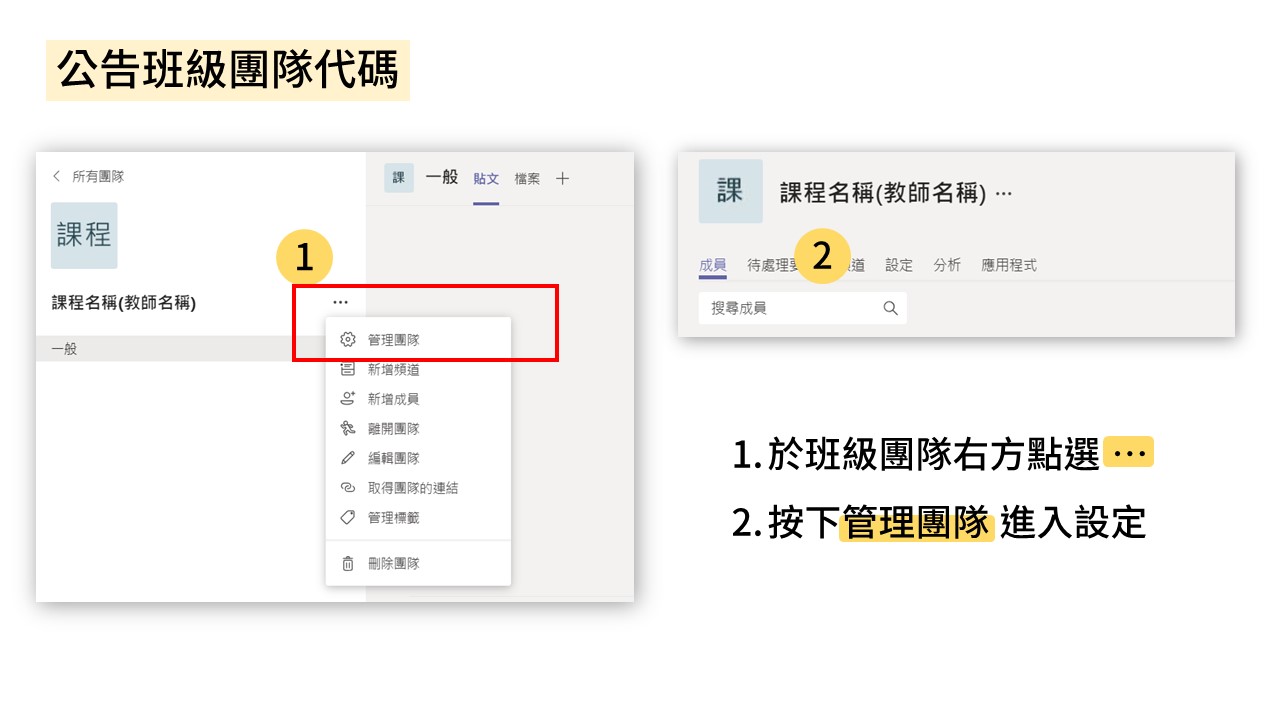 公告班級團隊代碼
所有團隊
課程
課程名稱(教師名稱)
...
一般
1
課 一般 貼文 檔案 +
管理團隊
新增頻道
新增成員
離開團隊
編輯團隊
取得團隊的連結
管理標籤
刪除團隊
課 課程名稱(教師名稱) ...
2
成員 待處理要 道 設定 分析 應用程式
搜尋成員
1. 於班級團隊右方點選 ...
2. 按下管理團隊 進入設定